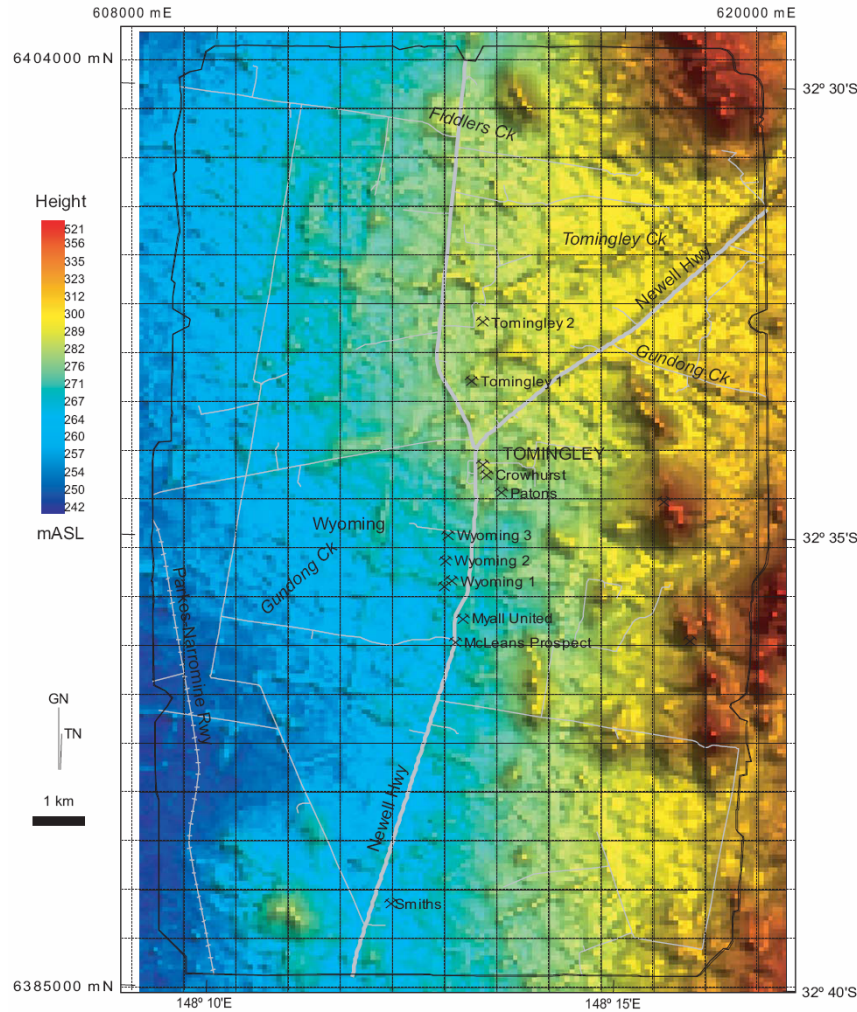 608000 mE
620000 mE
6404000 mN
32° 30'S
Fiddlers Ck
Height
521
356
335
323
312
300
289
282
276
271
267
264
260
257
254
250
242
mASL
Tomingley Ck
Newell Hwy
Tomingley 2
Gundong Ck
Tomingley 1
TOMINGLEY
Crowhurst
Patons
Wyoming
Wyoming 3
32° 35'S
Gundong Ck
Wyoming 2
Wyoming 1
Parkes-Narromine Rwy
Myall United
McLeans Prospect
GN
TN
1 km
Newell Hwy
Smiths
6385000 mN
32° 40'S
148° 10'E
148° 15'E